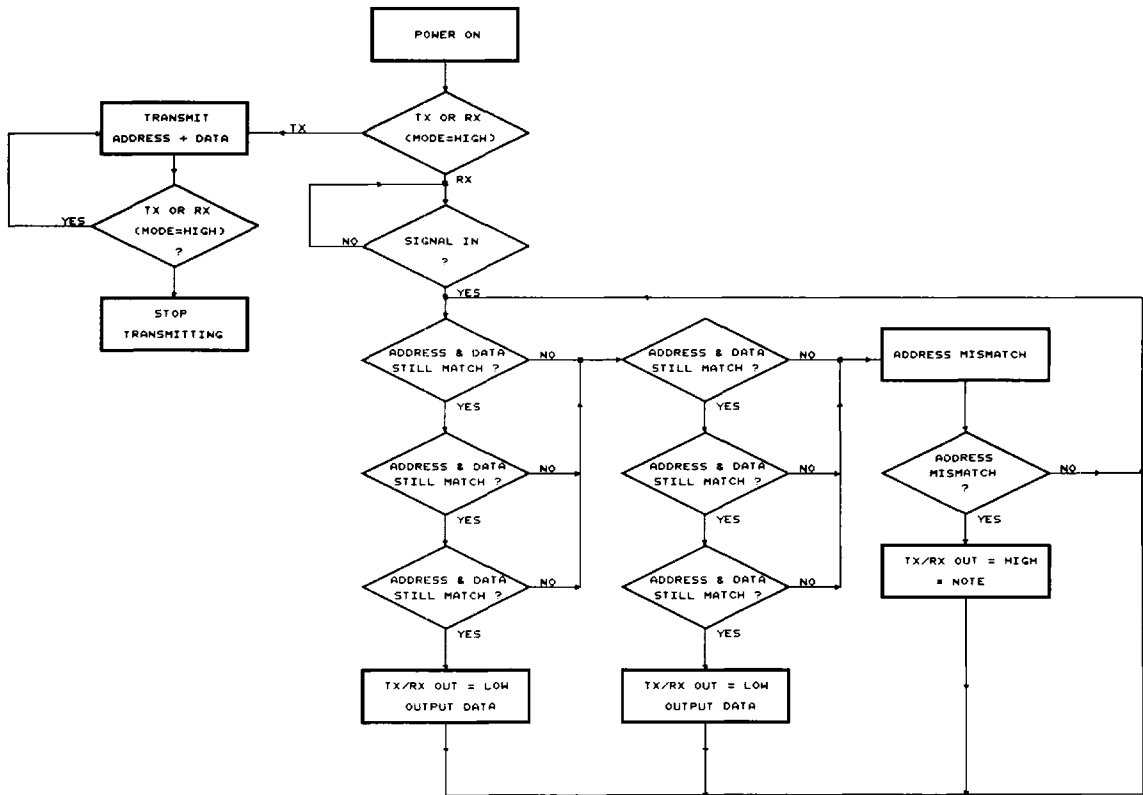 POWER ON
TX OR RX
(MODE=HIGH)
TX
RX
TRANSMIT
ADDRESS + DATA
TX OR RX
(MODE=HIGH)
?
YES
STOP
TRANSMITTING
SIGNAL IN
?
NO
YES
ADDRESS & DATA
STILL MATCH ?
NO
YES
ADDRESS & DATA
STILL MATCH ?
NO
YES
ADDRESS & DATA
STILL MATCH ?
NO
YES
TX/RX OUT = LOW
OUTPUT DATA
ADDRESS & DATA
STILL MATCH ?
NO
YES
ADDRESS & DATA
STILL MATCH ?
NO
YES
ADDRESS & DATA
STILL MATCH ?
NO
YES
TX/RX OUT = LOW
OUTPUT DATA
ADDRESS MISMATCH
ADDRESS
MISMATCH
?
NO
YES
TX/RX OUT = HIGH
= NOTE